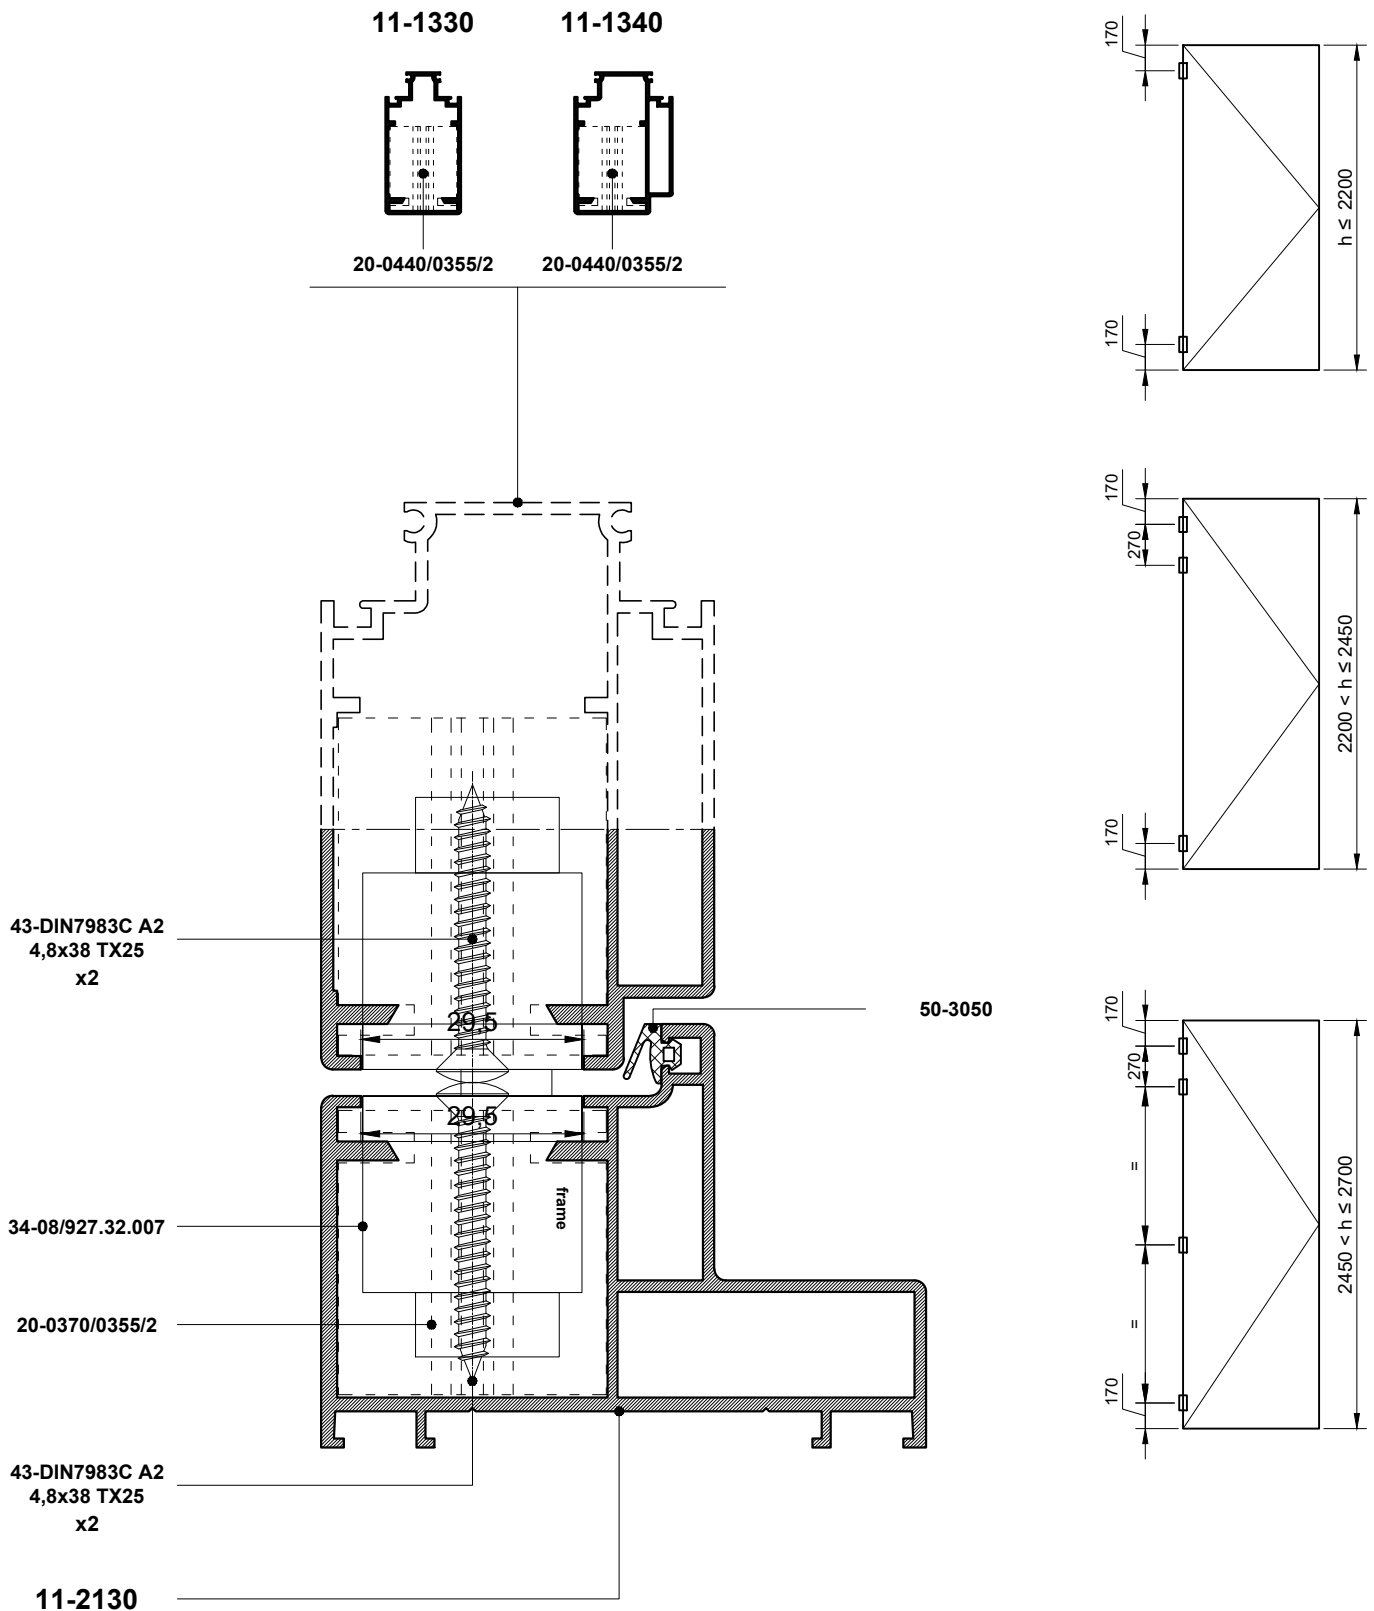 11-1330
11-1340
20-0440/0355/2
20-0440/0355/2
43-DIN7983C A2
4,8x38 TX25
x2
29,5
50-3050
29,5
frame
34-08/927.32.007
20-0370/0355/2
43-DIN7983C A2
4,8x38 TX25
x2
11-2130
170
170
h ≤ 2200
170
270
170
2200 < h ≤ 2450
170
270
=
=
170
2450 < h ≤ 2700